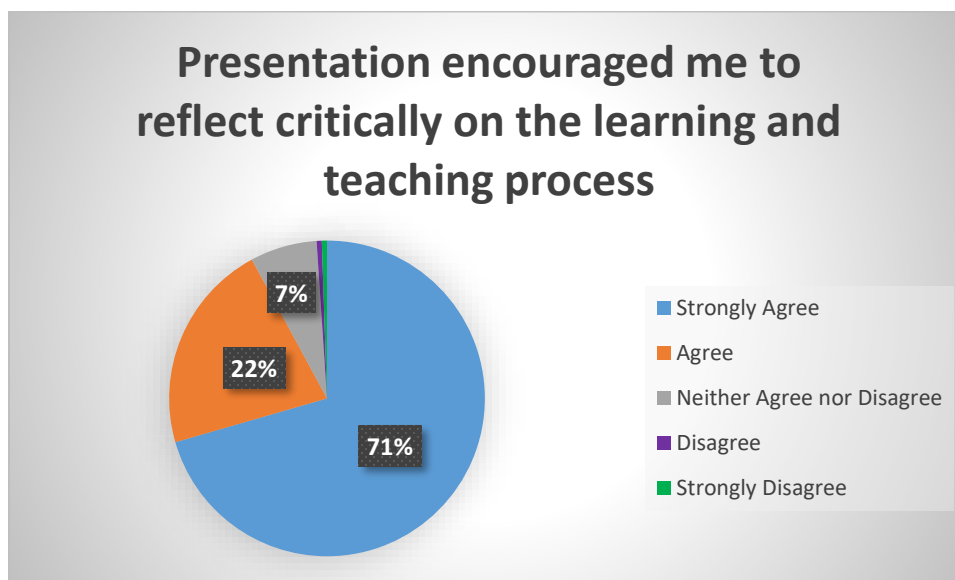 Presentation encouraged me to
reflect critically on the learning and
teaching process
7%
22%
71%
Strongly Agree
Agree
Neither Agree nor Disagree
Disagree
Strongly Disagree